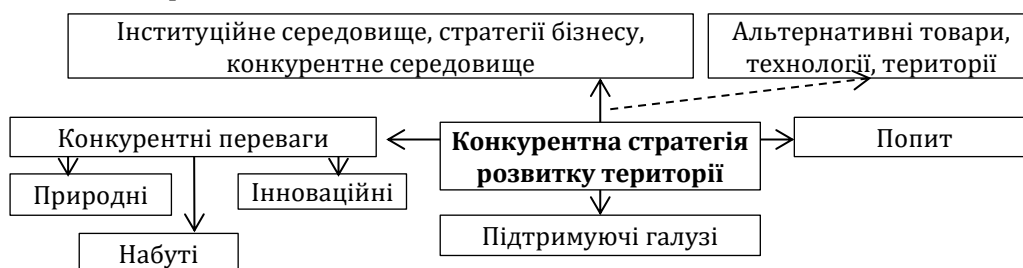 Інституційне середовище, стратегії бізнесу,
конкурентне середовище
Альтернативні товари,
технології, території
Конкурентні переваги
Конкурентна стратегія
розвитку території
Попит
Природні
Інноваційні
Набуті
Підтримуючі галузі